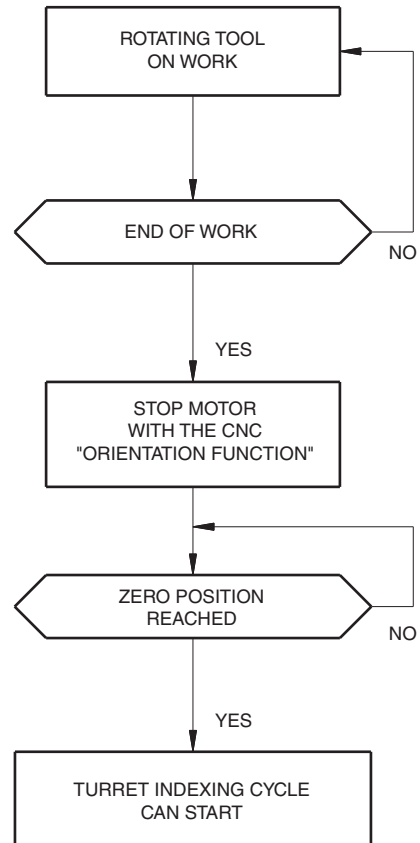 ROTATING TOOL
ON WORK
END OF WORK
NO
YES
STOP MOTOR
WITH THE CNC
"ORIENTATION FUNCTION"
ZERO POSITION
REACHED
NO
YES
TURRET INDEXING CYCLE
CAN START